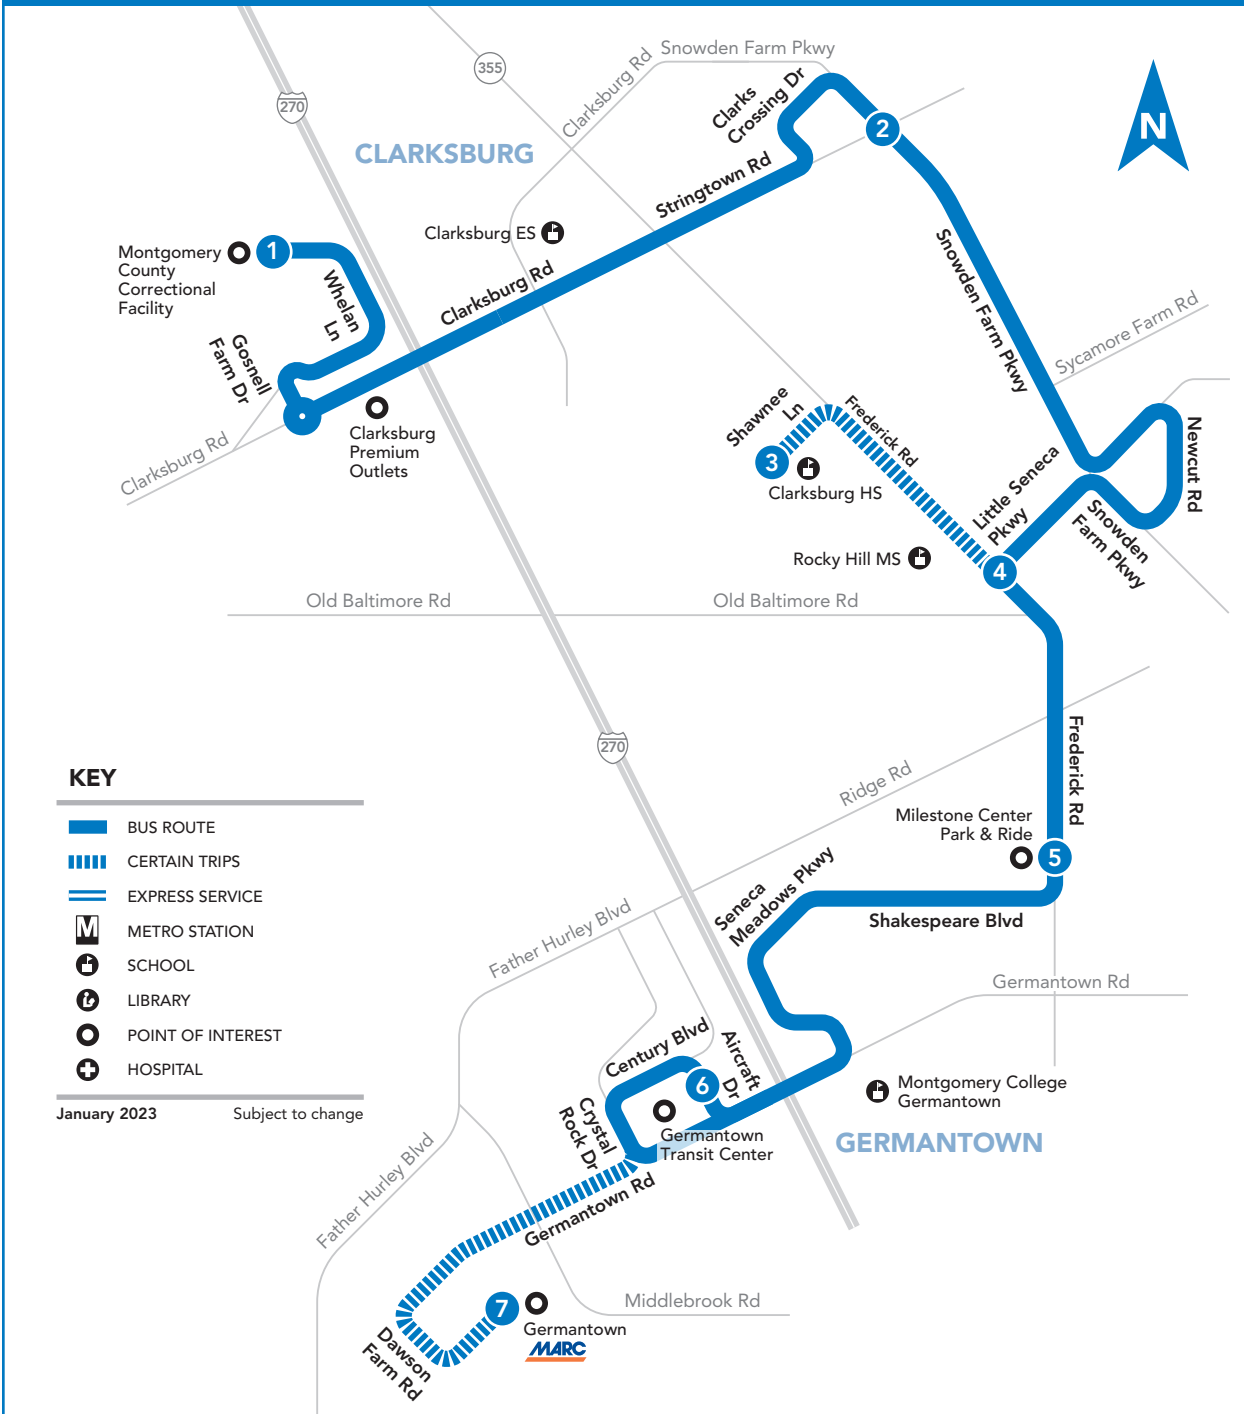 Snowden Farm Pkwy
355
Clarksburg Rd
270
Clarks
Crossing Dr
2
N
CLARKSBURG
Stringtown Rd
Clarksburg ES
1
Montgomery
County
Correctional
Facility
Whelan
Ln
Clarksburg Rd
Snowden Farm Pkwy
Sycamore Farm Rd
Gosnell
Farm Dr
Clarksburg
Premium
Outlets
Clarksburg Rd
Shawnee
Ln
Frederick Rd
3
Clarksburg HS
Newcut Rd
Little Seneca
Pkwy
Snowden
Farm Pkwy
Rocky Hill MS
4
Old Baltimore Rd
Old Baltimore Rd
270
Frederick Rd
Ridge Rd
KEY
BUS ROUTE
CERTAIN TRIPS
EXPRESS SERVICE
M
METRO STATION
SCHOOL
LIBRARY
POINT OF INTEREST
HOSPITAL
January 2023
Subject to change
Milestone Center
Park & Ride
5
Seneca
Meadows Pkwy
Shakespeare Blvd
Father Hurley Blvd
Germantown Rd
Century Blvd
Aircraft
Dr
6
Crystal
Rock Dr
Germantown
Transit Center
Montgomery College
Germantown
GERMANTOWN
Father Hurley Blvd
Germantown Rd
7
Germantown
MARC
Middlebrook Rd
Dawson
Farm Rd